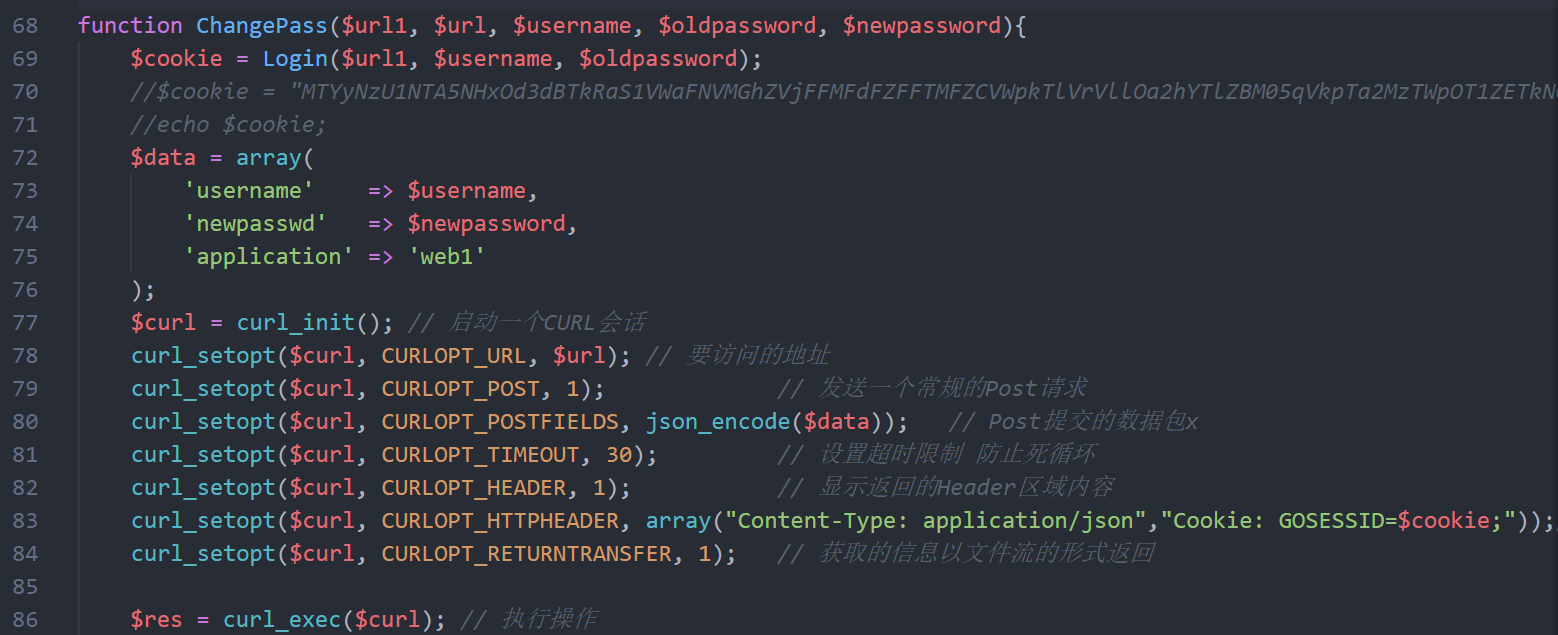 68 function ChangePass($url1, $url, $username, $oldpassword, $newpassword){
69     $cookie = Login($url1, $username, $oldpassword);
70     //$cookie =
71     //echo $cookie;
72     $data = array(
73         'username'    => $username,
74         'newpasswd'   => $newpassword,
75         'application' => 'web1'
76     );
77     $curl = curl_init(); // 启动一个CURL会话
78     curl_setopt($curl, CURLOPT_URL, $url); // 要访问的地址
79     curl_setopt($curl, CURLOPT_POST, 1);             // 发送一个常规的Post请求
80     curl_setopt($curl, CURLOPT_POSTFIELDS, json_encode($data));   // Post提交的数据包x
81     curl_setopt($curl, CURLOPT_TIMEOUT, 30);         // 设置超时限制 防止死循环
82     curl_setopt($curl, CURLOPT_HEADER, 1);           // 显示返回的Header区域内容
83     curl_setopt($curl, CURLOPT_HTTPHEADER, array("Content-Type: application/json","Cookie: GOSESSID=$cookie;"));
84     curl_setopt($curl, CURLOPT_RETURNTRANSFER, 1);   // 获取的信息以文件流的形式返回
85
86     $res = curl_exec($curl); // 执行操作